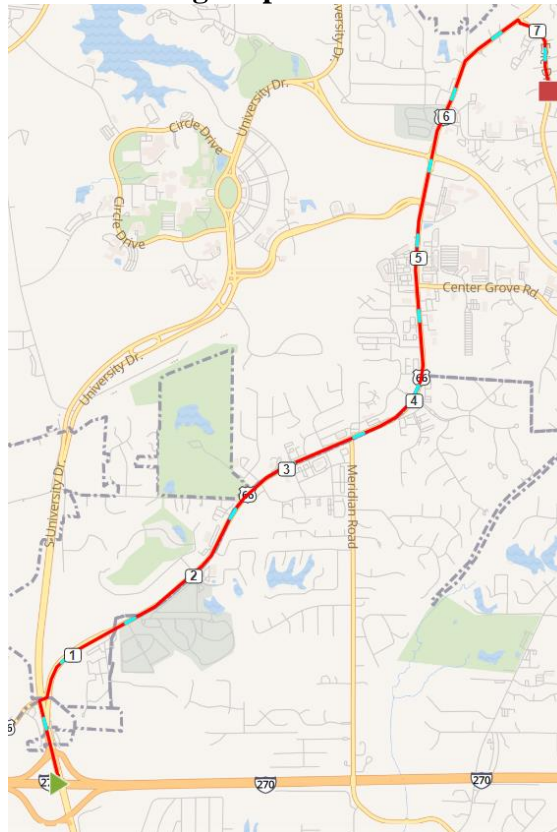 University Dr.
7
University Dr.
6
Circle Drive
Circle Drive
5
Center Grove Rd.
University Dr.
66
4
3
Meridian Road
66
S. University Dr.
2
1
270
270